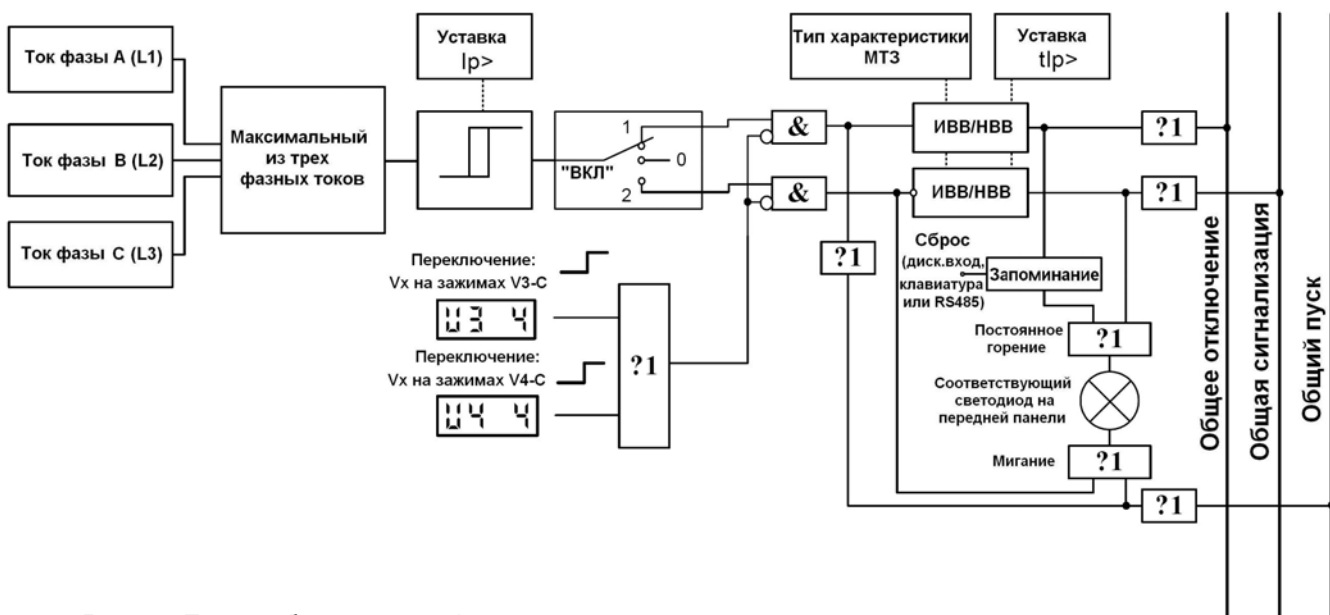 Ток фазы А (L1)
Ток фазы В (L2)
Ток фазы С (L3)
Максимальный
из трех
фазных токов
Уставка
Ip>
"ВКЛ"
1
0
2
Переключение:
Vx на зажимах V3-C
U3 4
Переключение:
Vx на зажимах V4-C
U4 4
?1
&
&
?1
Тип характеристики
МТЗ
Уставка
tIp>
ИВВ/НВВ
ИВВ/НВВ
?1
?1
Сброс
(диск.вход,
клавиатура
или RS485)
Запоминание
Постоянное
горение
?1
Соответствующий
светодиод на
передней панели
Мигание
?1
?1
Общее отключение
Общая сигнализация
Общий пуск